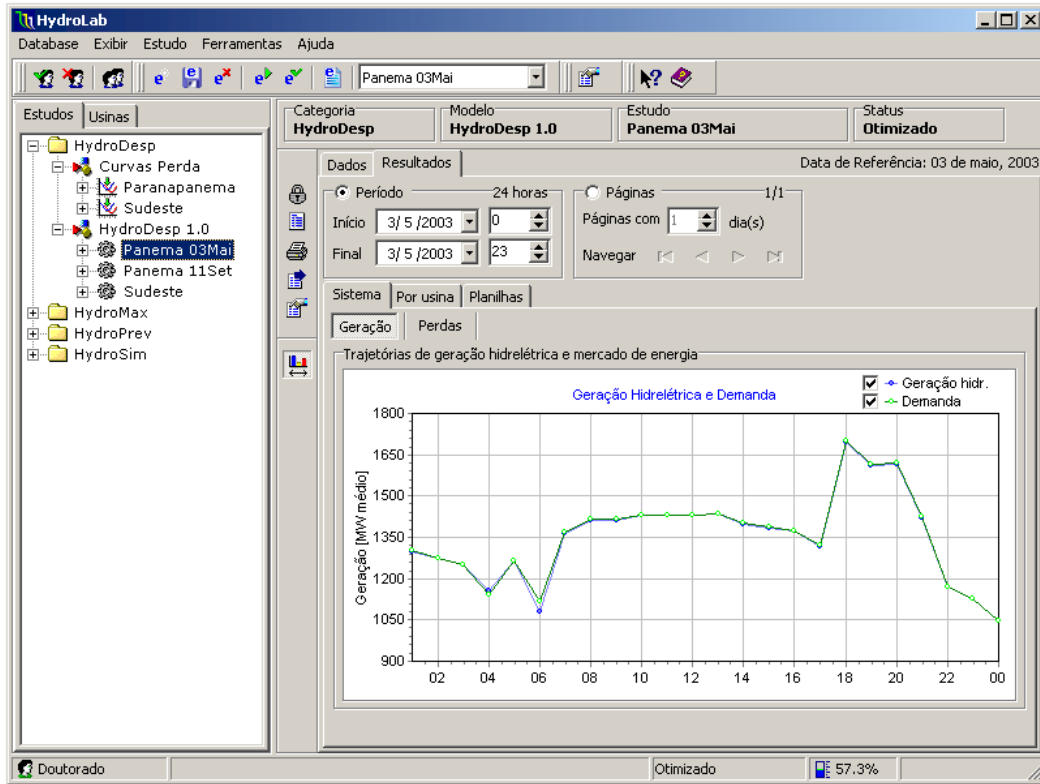 HydroLab
Database Exibir Estudo Ferramentas Ajuda
Panema 03Mai
Estudos Usinas
HydroDesp
Curvas Perda
Paranapanema
Sudeste
HydroDesp 1.0
Panema 03Mai
Panema 11Set
Sudeste
HydroMax
HydroPrev
HydroSim
Categoria
HydroDesp
Modelo
HydroDesp 1.0
Estudo
Panema 03Mai
Status
Otimizado
Dados Resultados
Data de Referência: 03 de maio, 2003
Período 24 horas
Início 3/ 5 /2003 0
Final 3/ 5 /2003 23
Páginas 1/1
Páginas com 1 dia(s)
Navegar
Sistema Por usina Planilhas
Geração Perdas
Trajetórias de geração hidrelétrica e mercado de energia
Geração Hidrelétrica e Demanda
Geração hidr.
Demanda
Geração [MW médio]
1800
1650
1500
1350
1200
1050
900
02 04 06 08 10 12 14 16 18 20 22 00
Doutorado
Otimizado
57.3%